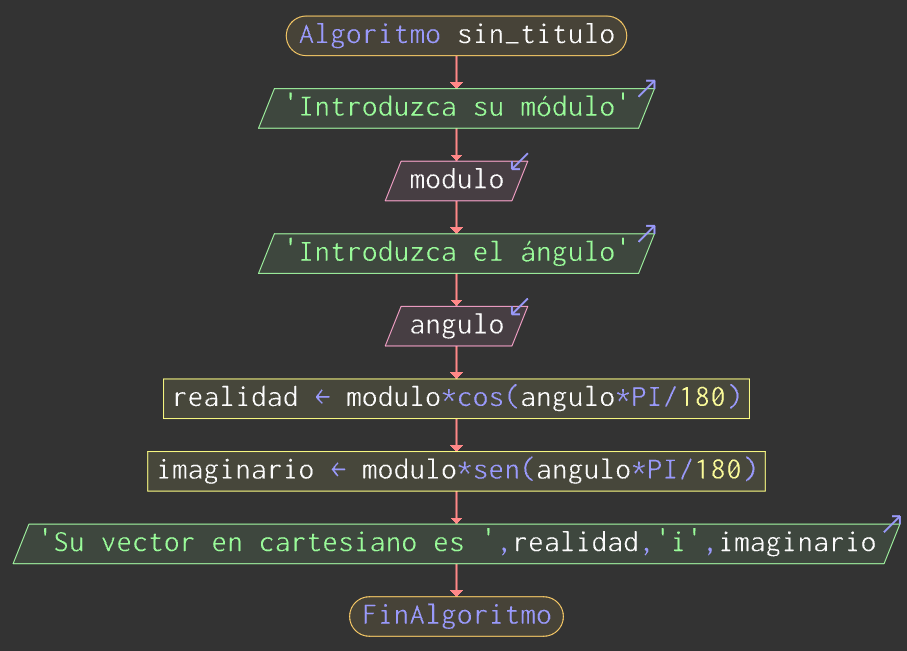 Algoritmo sin_titulo
'Introduzca su módulo'
modulo
'Introduzca el ángulo'
angulo
realidad ← modulo*cos(angulo*PI/180)
imaginario ← modulo*sen(angulo*PI/180)
'Su vector en cartesiano es ',realidad,'i',imaginario
FinAlgoritmo